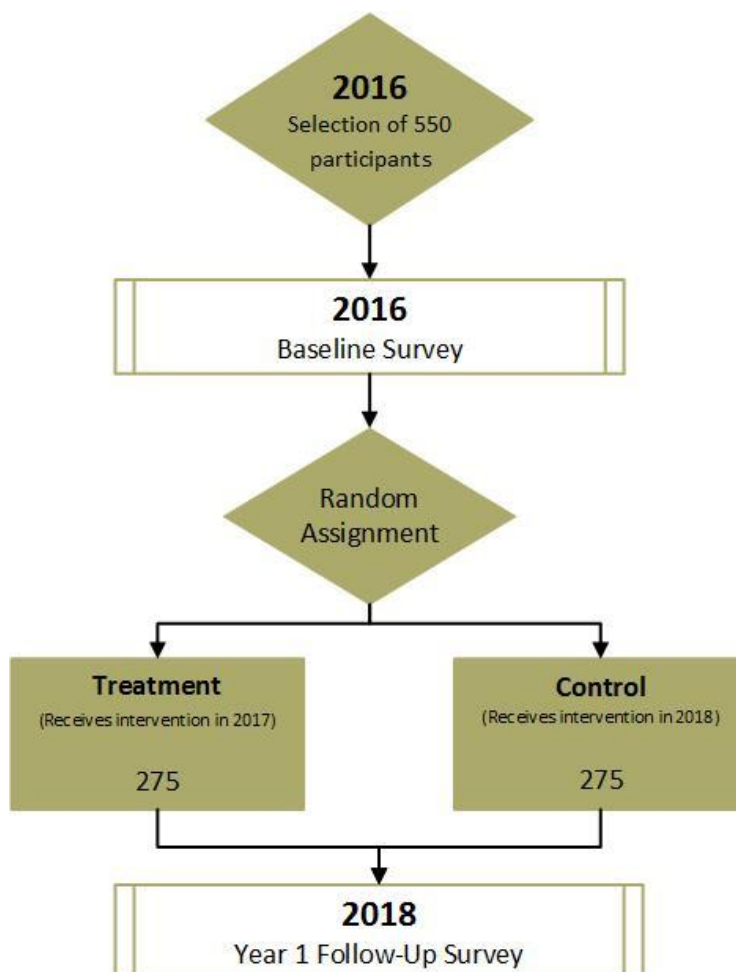 2016
Selection of 550
participants
2016
Baseline Survey
Random
Assignment
Treatment
(Receives intervention in 2017)
275
Control
(Receives intervention in 2018)
275
2018
Year 1 Follow-Up Survey